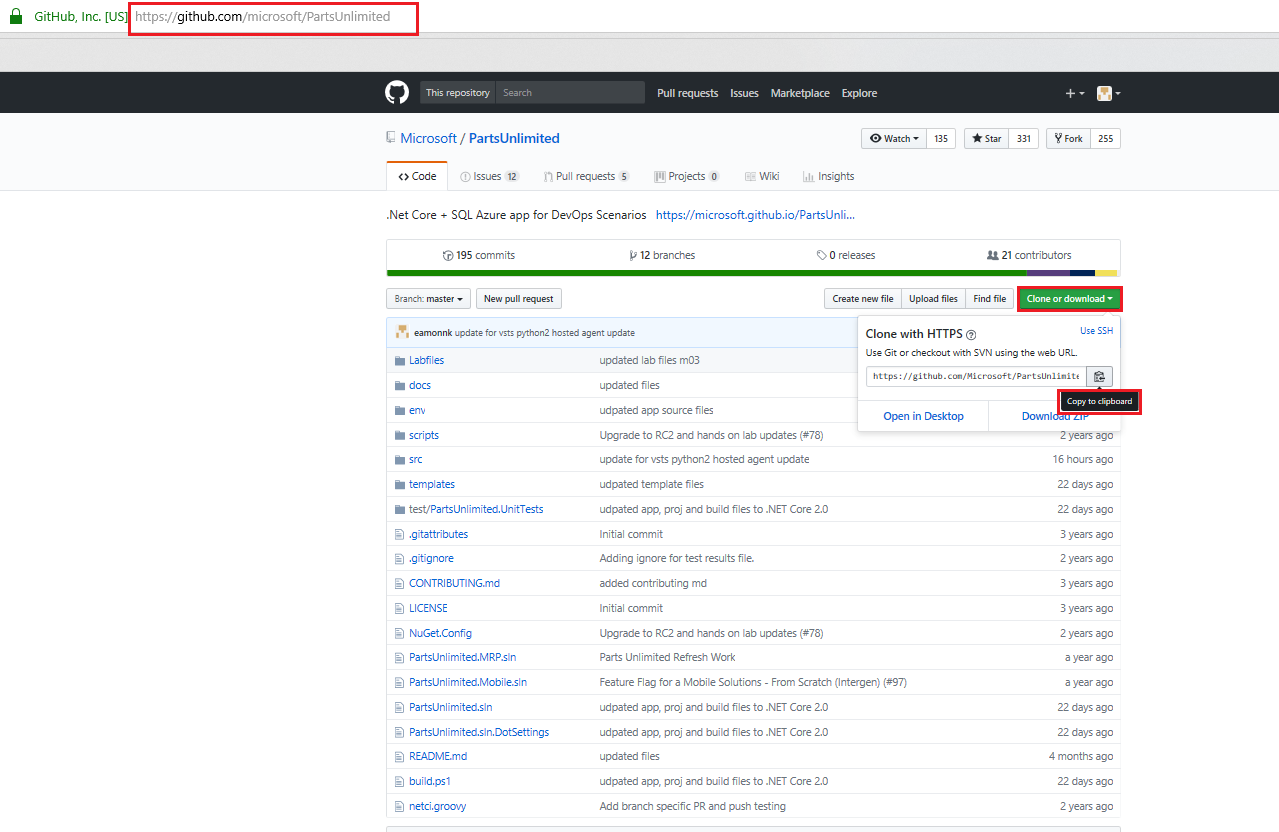 GitHub, Inc. [US] https://github.com/microsoft/PartsUnlimited
This repository Search Pull requests Issues Marketplace Explore
Microsoft / PartsUnlimited Watch 135 Star 331 Fork 255
Code Issues 12 Pull requests 5 Projects 0 Wiki Insights
.Net Core + SQL Azure app for DevOps Scenarios https://microsoft.github.io/PartsUnli...
195 commits 12 branches 0 releases 21 contributors
Branch: master New pull request Create new file Upload files Find file Clone or download
eamonnk update for vsts python2 hosted agent update
Clone with HTTPS Use SSH
Use Git or checkout with SVN using the web URL.
https://github.com/Microsoft/PartsUnlimite
Copy to clipboard
Open in Desktop Download ZIP
Labfiles updated lab files m03
docs updated files
env udpated app source files
scripts Upgrade to RC2 and hands on lab updates (#78) 2 years ago
src update for vsts python2 hosted agent update 16 hours ago
templates udpated template files 22 days ago
test/PartsUnlimited.UnitTests udpated app, proj and build files to .NET Core 2.0 22 days ago
.gitattributes Initial commit 3 years ago
.gitignore Adding ignore for test results file. 2 years ago
CONTRIBUTING.md added contributing md 3 years ago
LICENSE Initial commit 3 years ago
NuGet.Config Upgrade to RC2 and hands on lab updates (#78) 2 years ago
PartsUnlimited.MRP.sln Parts Unlimited Refresh Work a year ago
PartsUnlimited.Mobile.sln Feature Flag for a Mobile Solutions - From Scratch (Intergen) (#97) a year ago
PartsUnlimited.sln udpated app, proj and build files to .NET Core 2.0 22 days ago
PartsUnlimited.sln.DotSettings udpated app, proj and build files to .NET Core 2.0 22 days ago
README.md updated files 4 months ago
build.ps1 udpated app, proj and build files to .NET Core 2.0 22 days ago
netci.groovy Add branch specific PR and push testing 2 years ago